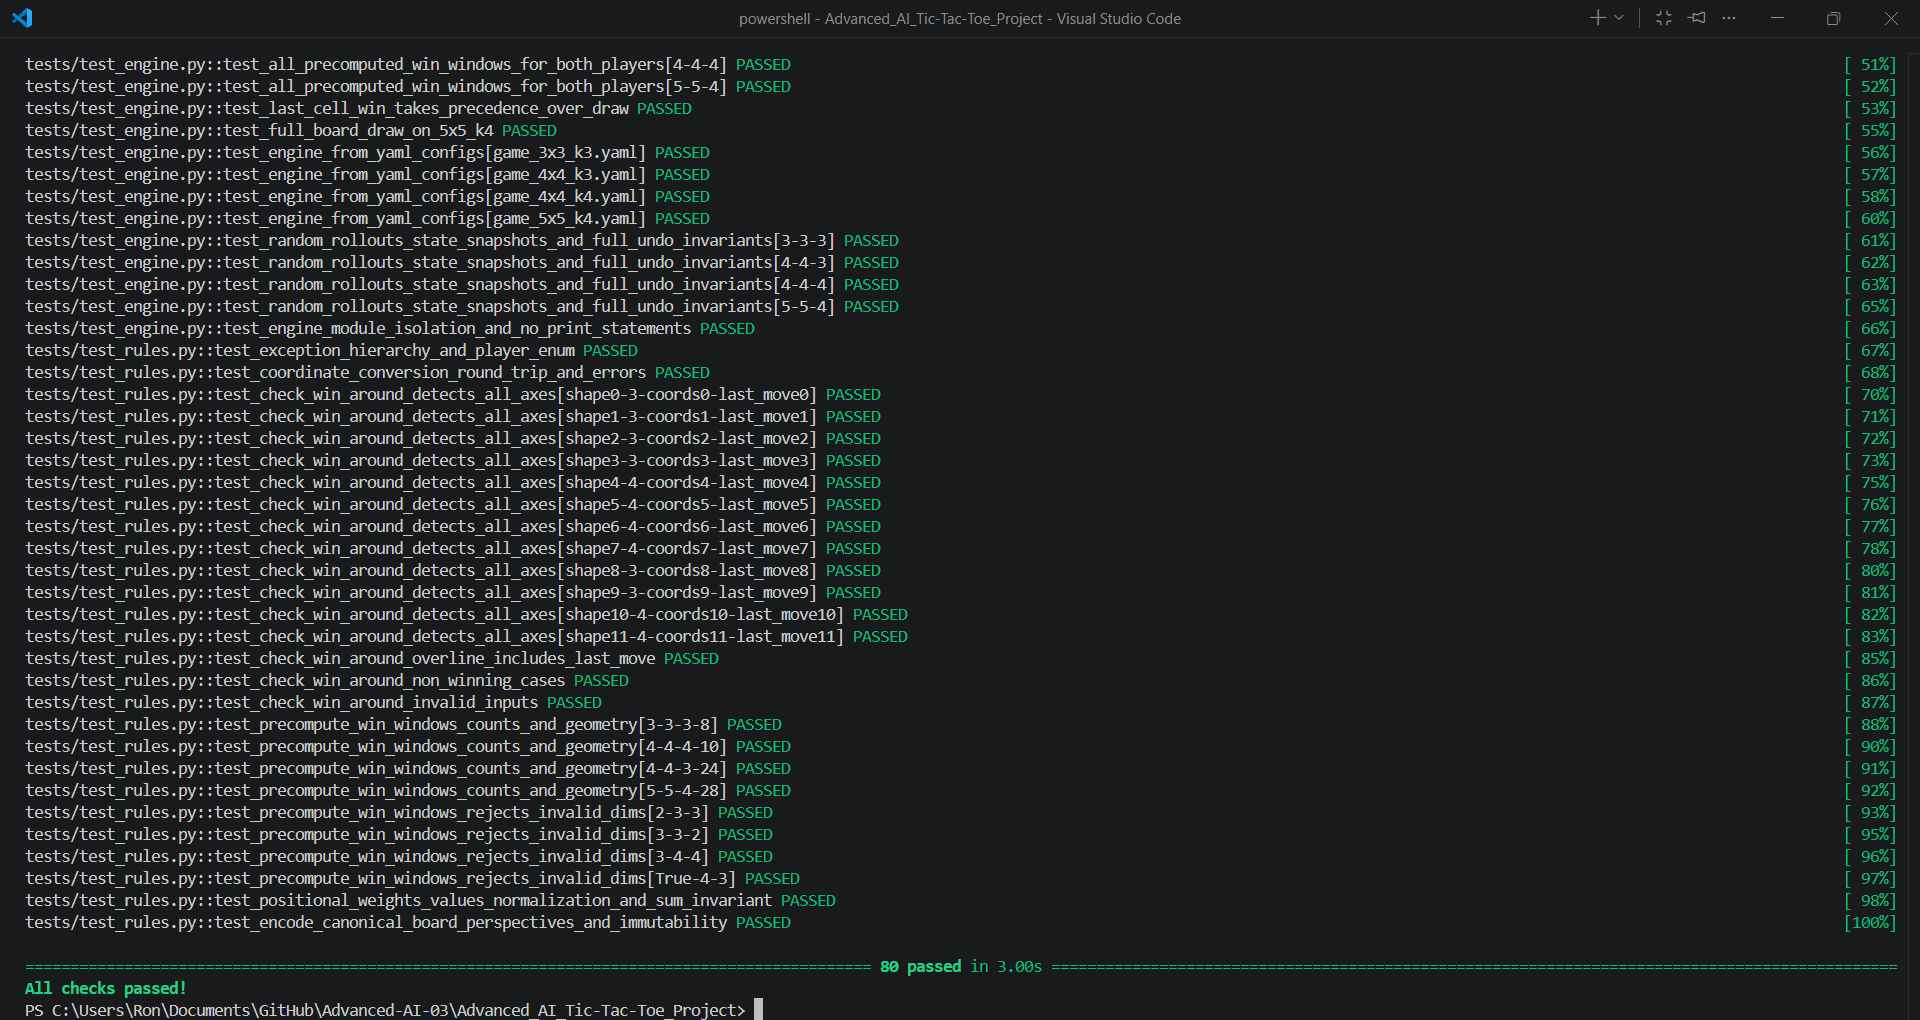 powershell - Advanced_AI_Tic-Tac-Toe_Project - Visual Studio Code
tests/test_engine.py::test_all_precomputed_win_windows_for_both_players[4-4-4] PASSED [ 51%]
tests/test_engine.py::test_all_precomputed_win_windows_for_both_players[5-5-4] PASSED [ 52%]
tests/test_engine.py::test_last_cell_win_takes_precedence_over_draw PASSED [ 53%]
tests/test_engine.py::test_full_board_draw_on_5x5_k4 PASSED [ 55%]
tests/test_engine.py::test_engine_from_yaml_configs[game_3x3_k3.yaml] PASSED [ 56%]
tests/test_engine.py::test_engine_from_yaml_configs[game_4x4_k3.yaml] PASSED [ 57%]
tests/test_engine.py::test_engine_from_yaml_configs[game_4x4_k4.yaml] PASSED [ 58%]
tests/test_engine.py::test_engine_from_yaml_configs[game_5x5_k4.yaml] PASSED [ 60%]
tests/test_engine.py::test_random_rollouts_state_snapshots_and_full_undo_invariants[3-3-3] PASSED [ 61%]
tests/test_engine.py::test_random_rollouts_state_snapshots_and_full_undo_invariants[4-4-3] PASSED [ 62%]
tests/test_engine.py::test_random_rollouts_state_snapshots_and_full_undo_invariants[4-4-4] PASSED [ 63%]
tests/test_engine.py::test_random_rollouts_state_snapshots_and_full_undo_invariants[5-5-4] PASSED [ 65%]
tests/test_engine.py::test_engine_module_isolation_and_no_print_statements PASSED [ 66%]
tests/test_rules.py::test_exception_hierarchy_and_player_enum PASSED [ 67%]
tests/test_rules.py::test_coordinate_conversion_round_trip_and_errors PASSED [ 68%]
tests/test_rules.py::test_check_win_around_detects_all_axes[shape0-3-coords0-last_move0] PASSED [ 70%]
tests/test_rules.py::test_check_win_around_detects_all_axes[shape1-3-coords1-last_move1] PASSED [ 71%]
tests/test_rules.py::test_check_win_around_detects_all_axes[shape2-3-coords2-last_move2] PASSED [ 72%]
tests/test_rules.py::test_check_win_around_detects_all_axes[shape3-3-coords3-last_move3] PASSED [ 73%]
tests/test_rules.py::test_check_win_around_detects_all_axes[shape4-4-coords4-last_move4] PASSED [ 75%]
tests/test_rules.py::test_check_win_around_detects_all_axes[shape5-4-coords5-last_move5] PASSED [ 76%]
tests/test_rules.py::test_check_win_around_detects_all_axes[shape6-4-coords6-last_move6] PASSED [ 77%]
tests/test_rules.py::test_check_win_around_detects_all_axes[shape7-4-coords7-last_move7] PASSED [ 78%]
tests/test_rules.py::test_check_win_around_detects_all_axes[shape8-3-coords8-last_move8] PASSED [ 80%]
tests/test_rules.py::test_check_win_around_detects_all_axes[shape9-3-coords9-last_move9] PASSED [ 81%]
tests/test_rules.py::test_check_win_around_detects_all_axes[shape10-4-coords10-last_move10] PASSED [ 82%]
tests/test_rules.py::test_check_win_around_detects_all_axes[shape11-4-coords11-last_move11] PASSED [ 83%]
tests/test_rules.py::test_check_win_around_overline_includes_last_move PASSED [ 85%]
tests/test_rules.py::test_check_win_around_non_winning_cases PASSED [ 86%]
tests/test_rules.py::test_check_win_around_invalid_inputs PASSED [ 87%]
tests/test_rules.py::test_precompute_win_windows_counts_and_geometry[3-3-3-8] PASSED [ 88%]
tests/test_rules.py::test_precompute_win_windows_counts_and_geometry[4-4-4-10] PASSED [ 90%]
tests/test_rules.py::test_precompute_win_windows_counts_and_geometry[4-4-3-24] PASSED [ 91%]
tests/test_rules.py::test_precompute_win_windows_counts_and_geometry[5-5-4-28] PASSED [ 92%]
tests/test_rules.py::test_precompute_win_windows_rejects_invalid_dims[2-3-3] PASSED [ 93%]
tests/test_rules.py::test_precompute_win_windows_rejects_invalid_dims[3-3-2] PASSED [ 95%]
tests/test_rules.py::test_precompute_win_windows_rejects_invalid_dims[3-4-4] PASSED [ 96%]
tests/test_rules.py::test_precompute_win_windows_rejects_invalid_dims[True-4-3] PASSED [ 97%]
tests/test_rules.py::test_positional_weights_values_normalization_and_sum_invariant PASSED [ 98%]
tests/test_rules.py::test_encode_canonical_board_perspectives_and_immutability PASSED [100%]
============================================================================================== 80 passed in 3.00s ==============================================================================================
All checks passed!
PS C:\Users\Ron\Documents\GitHub\Advanced-AI-03\Advanced_AI_Tic-Tac-Toe_Project>